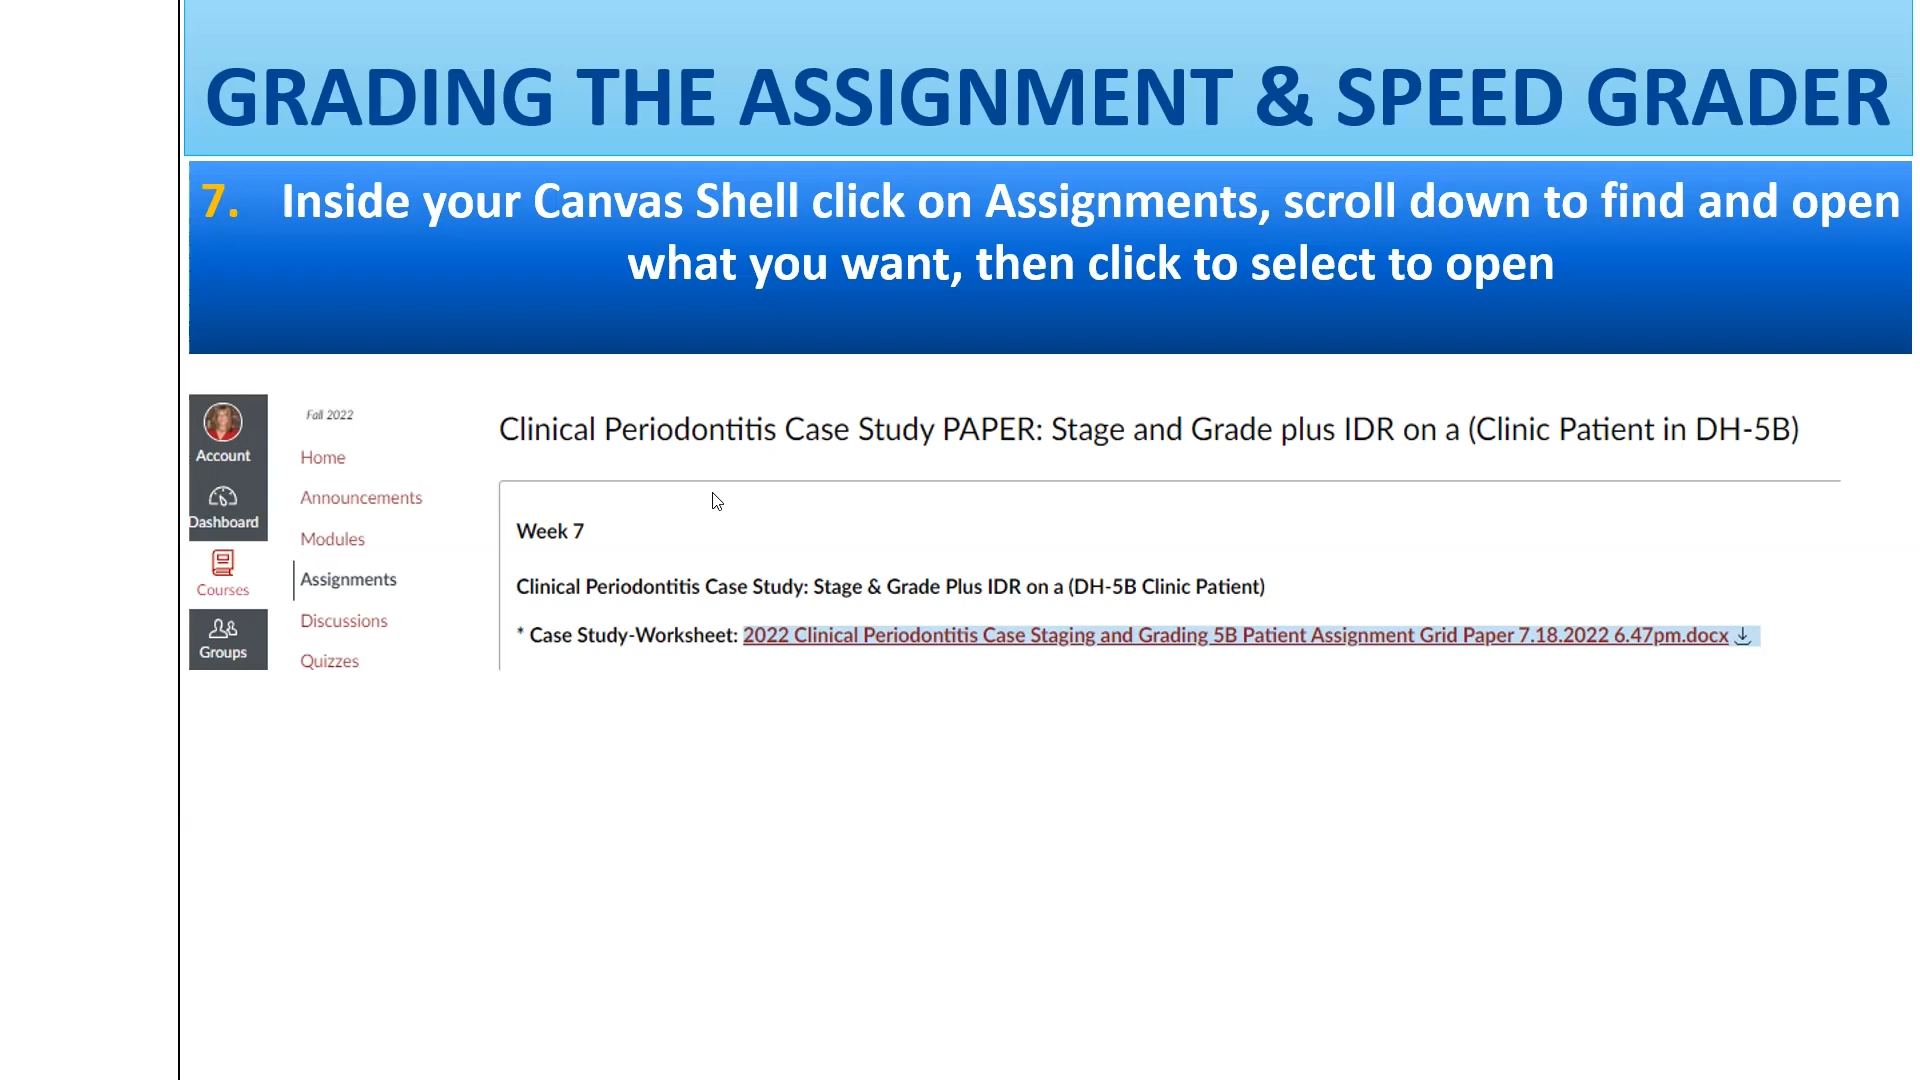 GRADING THE ASSIGNMENT & SPEED GRADER
7. Inside your Canvas Shell click on Assignments, scroll down to find and open
what you want, then click to select to open
Account
Dashboard
Courses
Groups
Fall 2022
Home
Announcements
Modules
Assignments
Discussions
Quizzes
Clinical Periodontitis Case Study PAPER: Stage and Grade plus IDR on a (Clinic Patient in DH-5B)
Week 7
Clinical Periodontitis Case Study: Stage & Grade Plus IDR on a (DH-5B Clinic Patient)
* Case Study-Worksheet: 2022 Clinical Periodontitis Case Staging and Grading 5B Patient Assignment Grid Paper 7.18.2022 6.47pm.docx